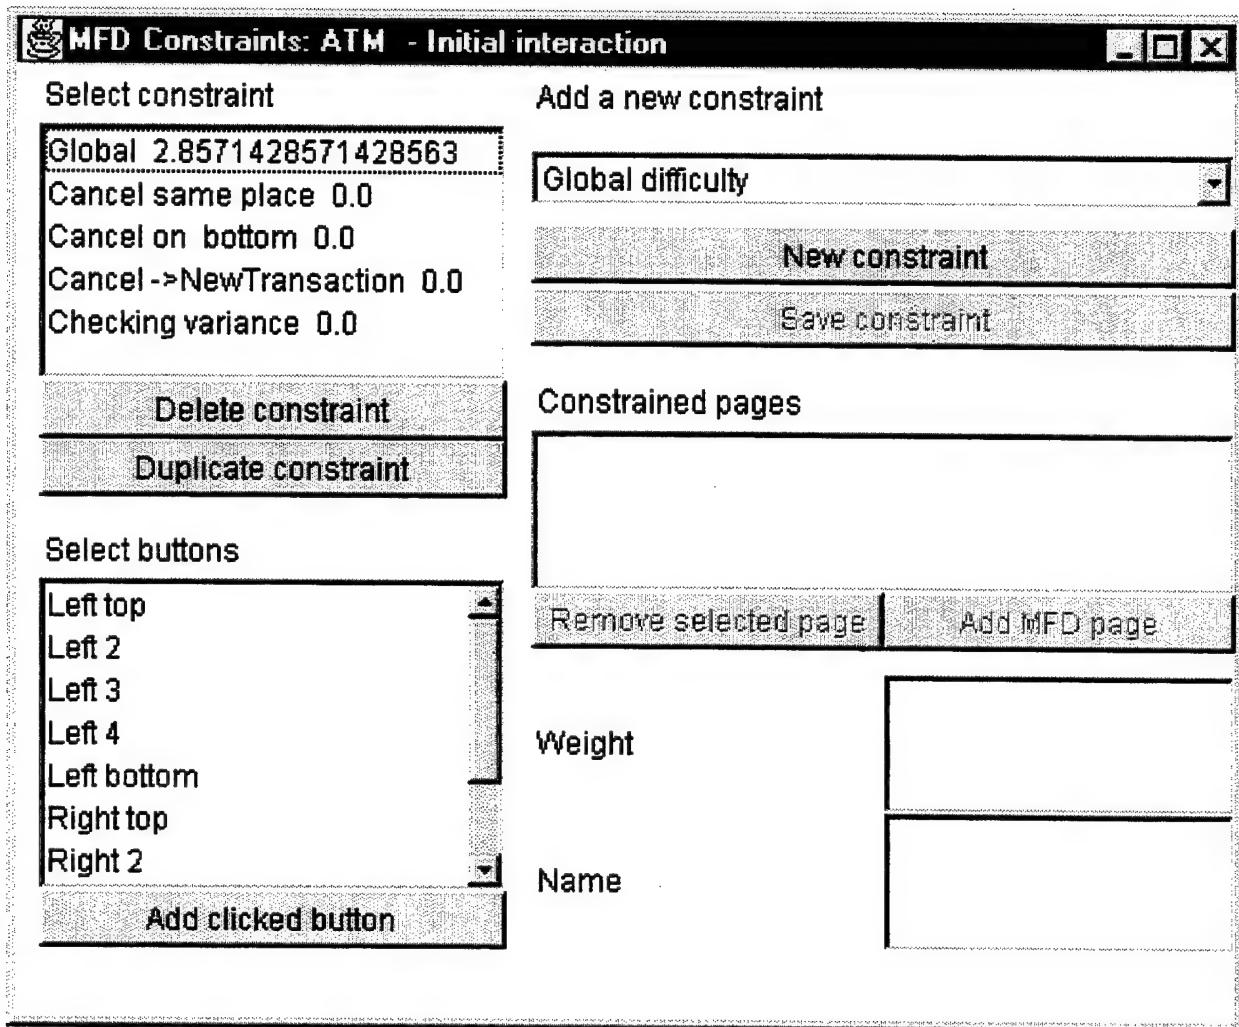 MFD Constraints: ATM - Initial interaction
Select constraint
Global 2.8571428571428563
Cancel same place 0.0
Cancel on bottom 0.0
Cancel ->NewTransaction 0.0
Checking variance 0.0
Delete constraint
Duplicate constraint
Select buttons
Left top
Left 2
Left 3
Left 4
Left bottom
Right top
Right 2
Add clicked button
Add a new constraint
Global difficulty
New constraint
Save constraint
Constrained pages
Remove selected page
Add MFD page
Weight
Name